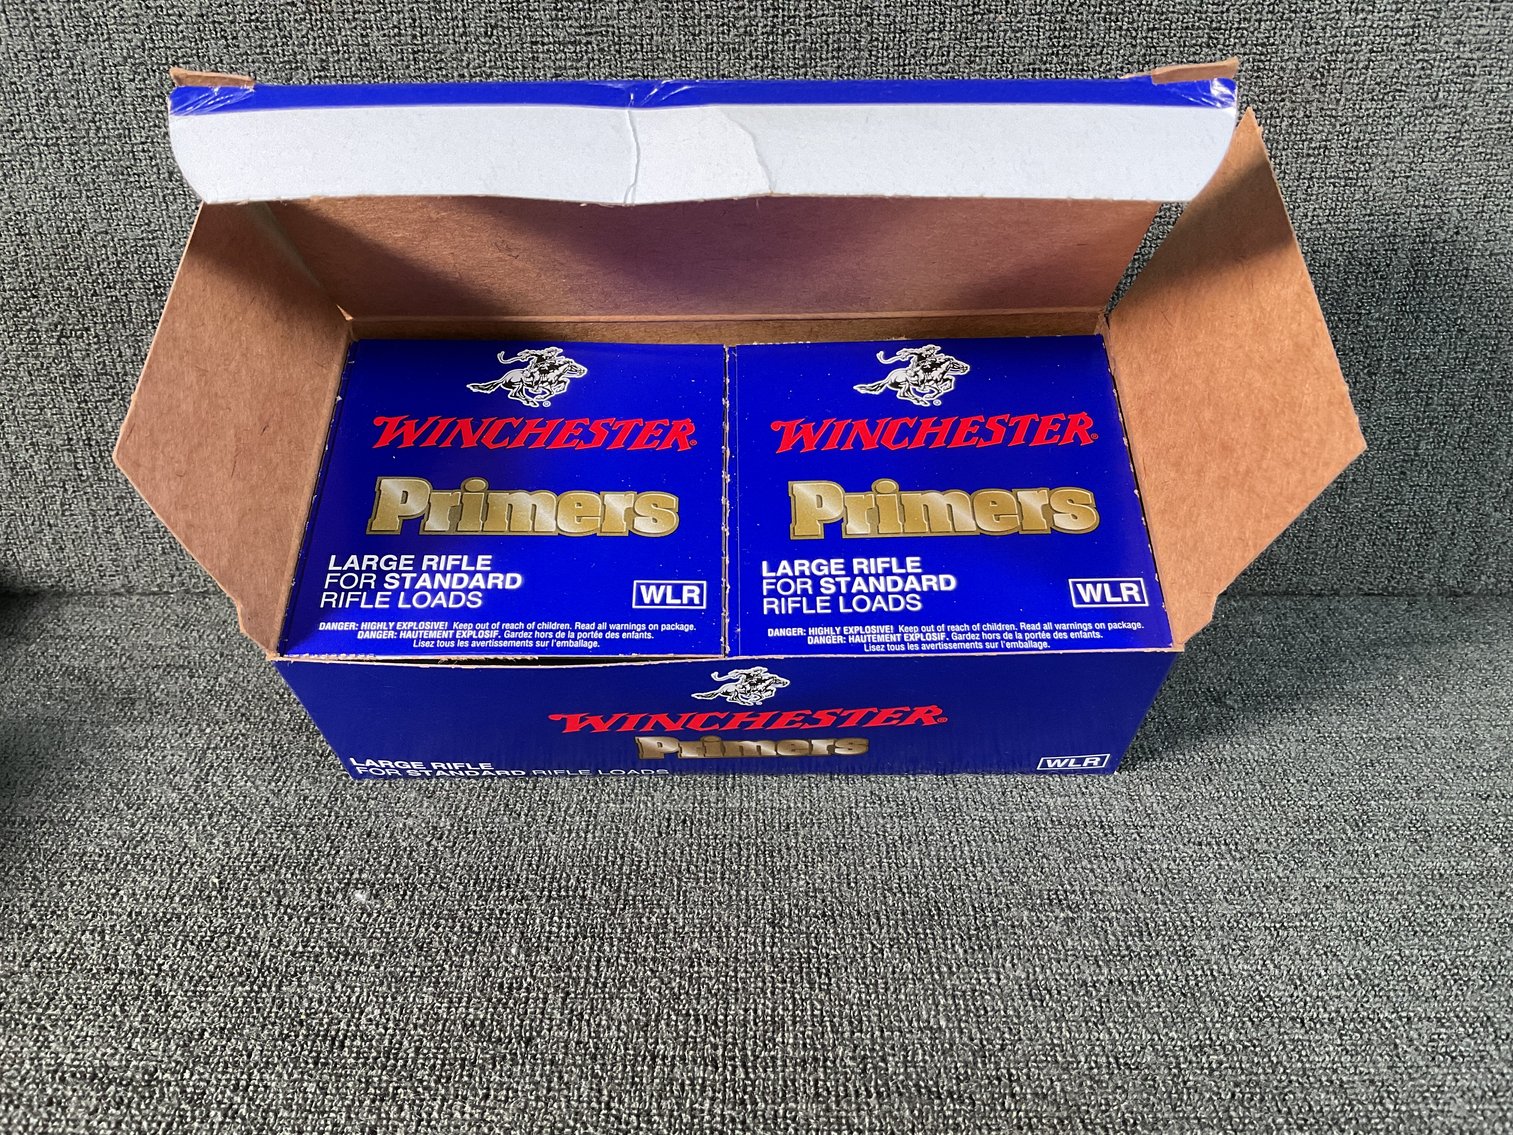 WINCHESTER®
Primers
LARGE RIFLE
FOR STANDARD
RIFLE LOADS
WLR
DANGER: HIGHLY EXPLOSIVE! Keep out of reach of children. Read all warnings on package.
DANGER: HAUTEMENT EXPLOSIF. Gardez hors de la portée des enfants.
Lisez tous les avertissements sur l'emballage.
WINCHESTER®
Primers
LARGE RIFLE
FOR STANDARD
RIFLE LOADS
WLR
DANGER: HIGHLY EXPLOSIVE! Keep out of reach of children. Read all warnings on package.
DANGER: HAUTEMENT EXPLOSIF. Gardez hors de la portée des enfants.
Lisez tous les avertissements sur l'emballage.
WINCHESTER®
Primers
LARGE RIFLE
FOR STANDARD RIFLE LOADS
WLR